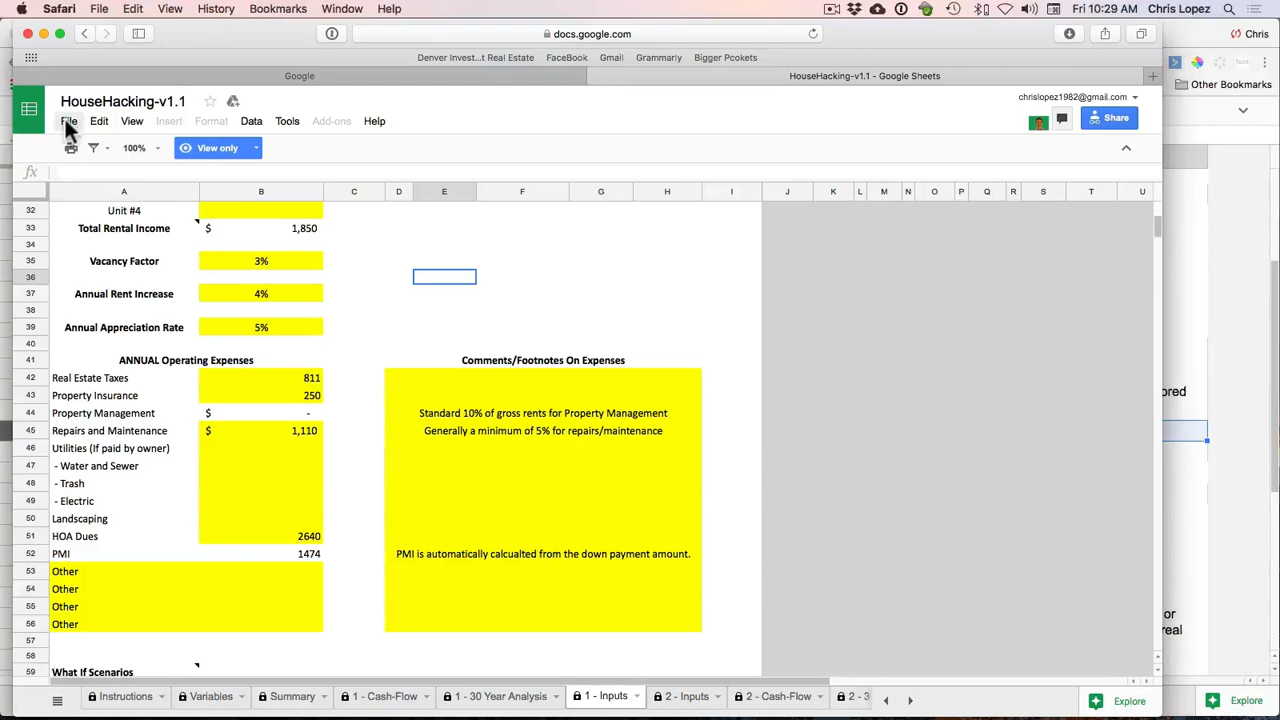 Safari File Edit View History Bookmarks Window Help Fri 10:29 AM Chris Lopez
docs.google.com
Denver Invest...t Real Estate FaceBook Gmail Grammarly Bigger Pcokets
Google HouseHacking-v1.1 - Google Sheets
Chris
Other Bookmarks
HouseHacking-v1.1 chrislopez1982@gmail.com
File Edit View Insert Format Data Tools Add-ons Help Share
100% View only
fx
A B C D E F G H I J K L M N O P Q R S T U
32 Unit #4
33 Total Rental Income $ 1,850
34
35 Vacancy Factor 3%
36
37 Annual Rent Increase 4%
38
39 Annual Appreciation Rate 5%
40
41 ANNUAL Operating Expenses Comments/Footnotes On Expenses
42 Real Estate Taxes 811
43 Property Insurance 250
44 Property Management $ - Standard 10% of gross rents for Property Management
45 Repairs and Maintenance $ 1,110 Generally a minimum of 5% for repairs/maintenance
46 Utilities (If paid by owner)
47 - Water and Sewer
48 - Trash
49 - Electric
50 Landscaping
51 HOA Dues 2640
52 PMI 1474 PMI is automatically calcualted from the down payment amount.
53 Other
54 Other
55 Other
56 Other
57
58
59 What If Scenarios
ored
or
real
Instructions Variables Summary 1 - Cash-Flow 1 - 30 Year Analysis 1 - Inputs 2 - Inputs 2 - Cash-Flow 2 - 3 Explore Explore